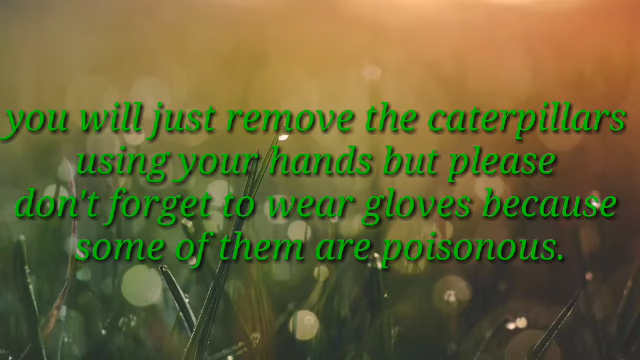 you will just remove the caterpillars
using your hands but please
don't forget to wear gloves because
some of them are poisonous.